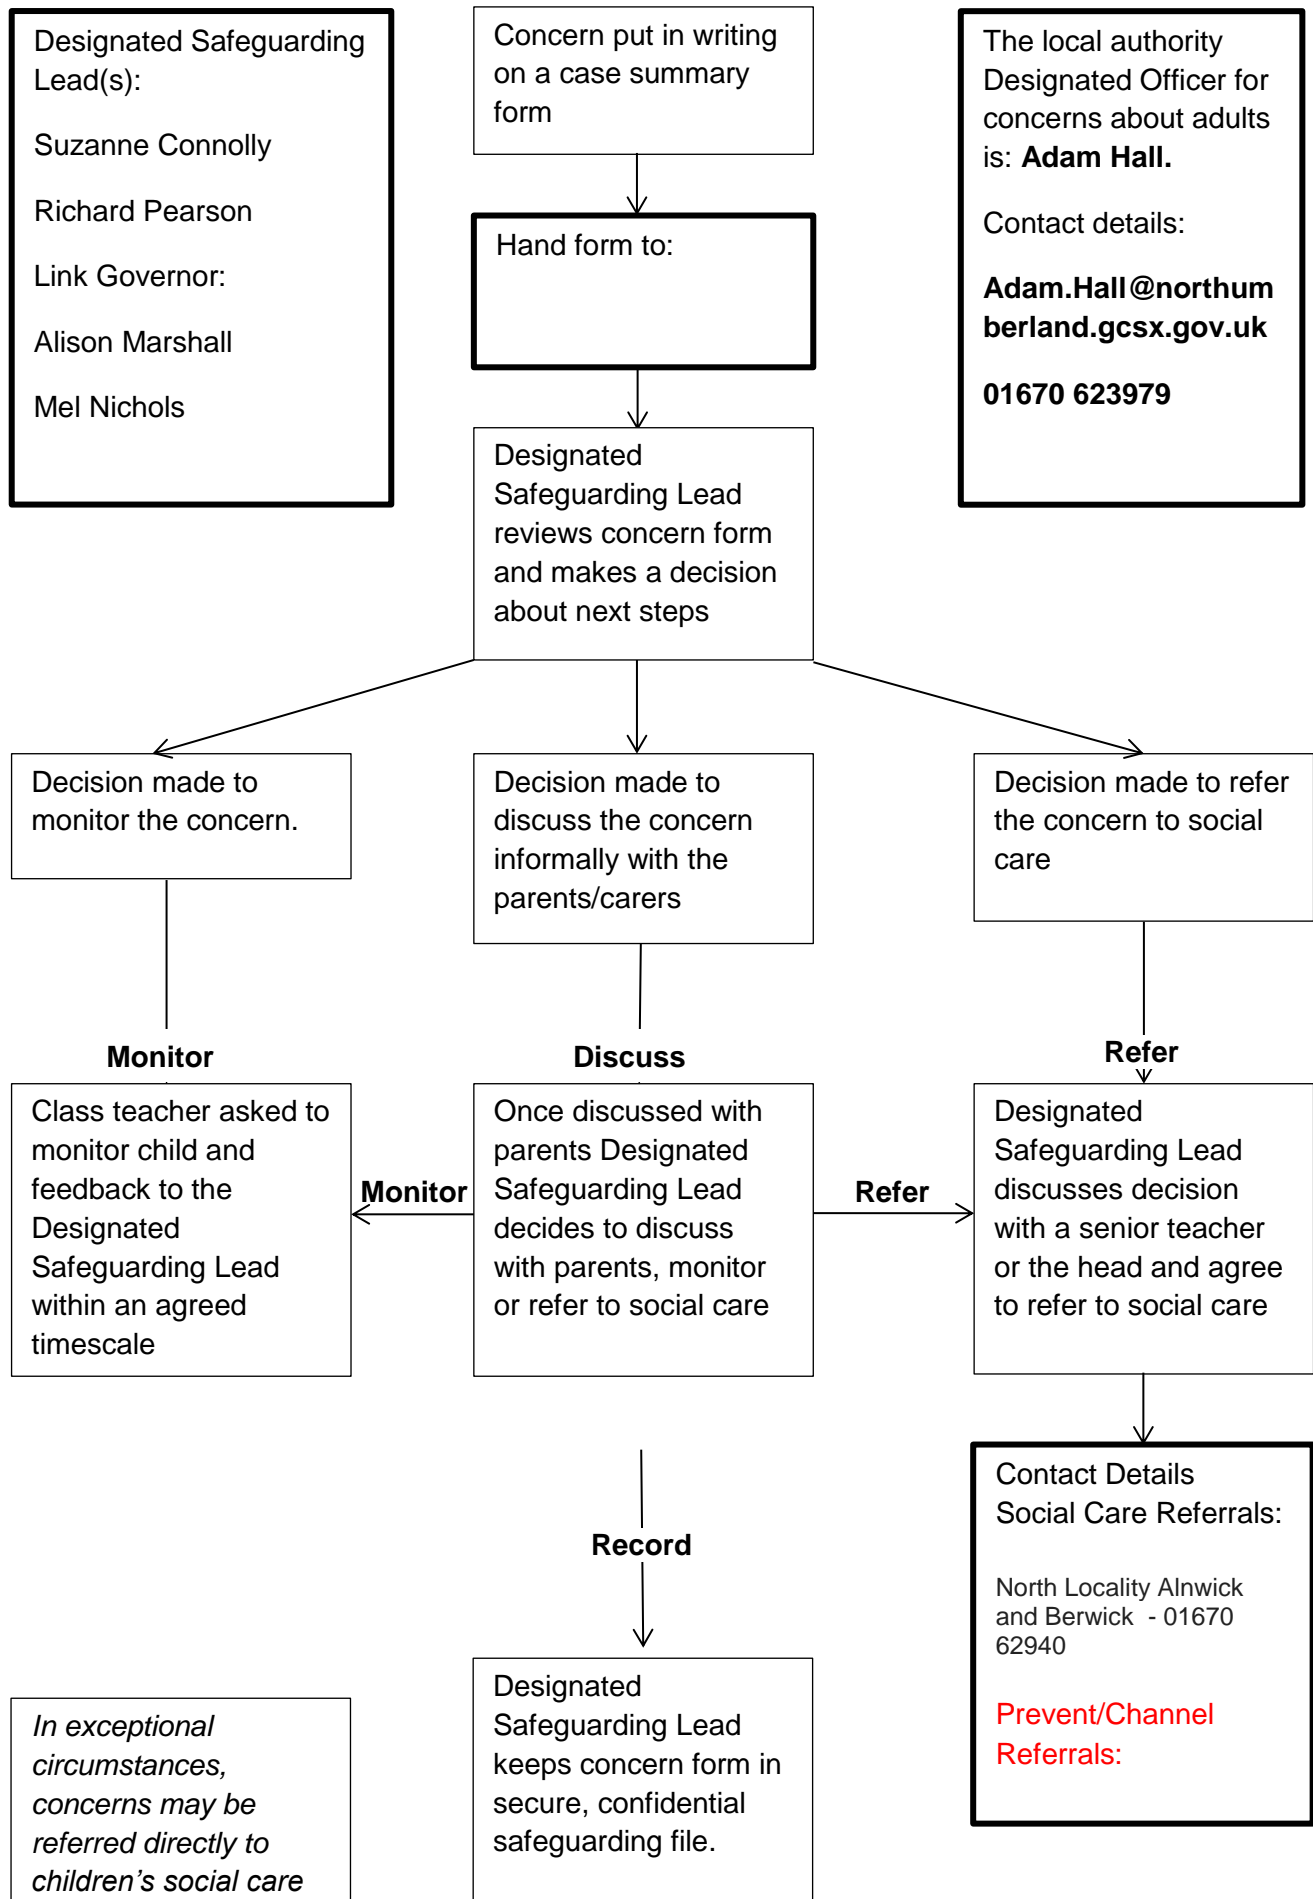 Designated Safeguarding
Lead(s):
Suzanne Connolly
Richard Pearson
Link Governor:
Alison Marshall
Mel Nichols
Concern put in writing
on a case summary
form
The local authority
Designated Officer for
concerns about adults
is: Adam Hall.
Contact details:
Adam.Hall@northum
berland.gcsx.gov.uk
01670 623979
Hand form to:
Designated
Safeguarding Lead
reviews concern form
and makes a decision
about next steps
Decision made to
monitor the concern.
Decision made to
discuss the concern
informally with the
parents/carers
Decision made to refer
the concern to social
care
Monitor
Discuss
Refer
Class teacher asked to
monitor child and
feedback to the
Designated
Safeguarding Lead
within an agreed
timescale
Monitor
Once discussed with
parents Designated
Safeguarding Lead
decides to discuss
with parents, monitor
or refer to social care
Refer
Designated
Safeguarding Lead
discusses decision
with a senior teacher
or the head and agree
to refer to social care
Record
Contact Details
Social Care Referrals:
North Locality Alnwick
and Berwick - 01670
62940
Prevent/Channel
Referrals:
In exceptional
circumstances,
concerns may be
referred directly to
children’s social care
Designated
Safeguarding Lead
keeps concern form in
secure, confidential
safeguarding file.